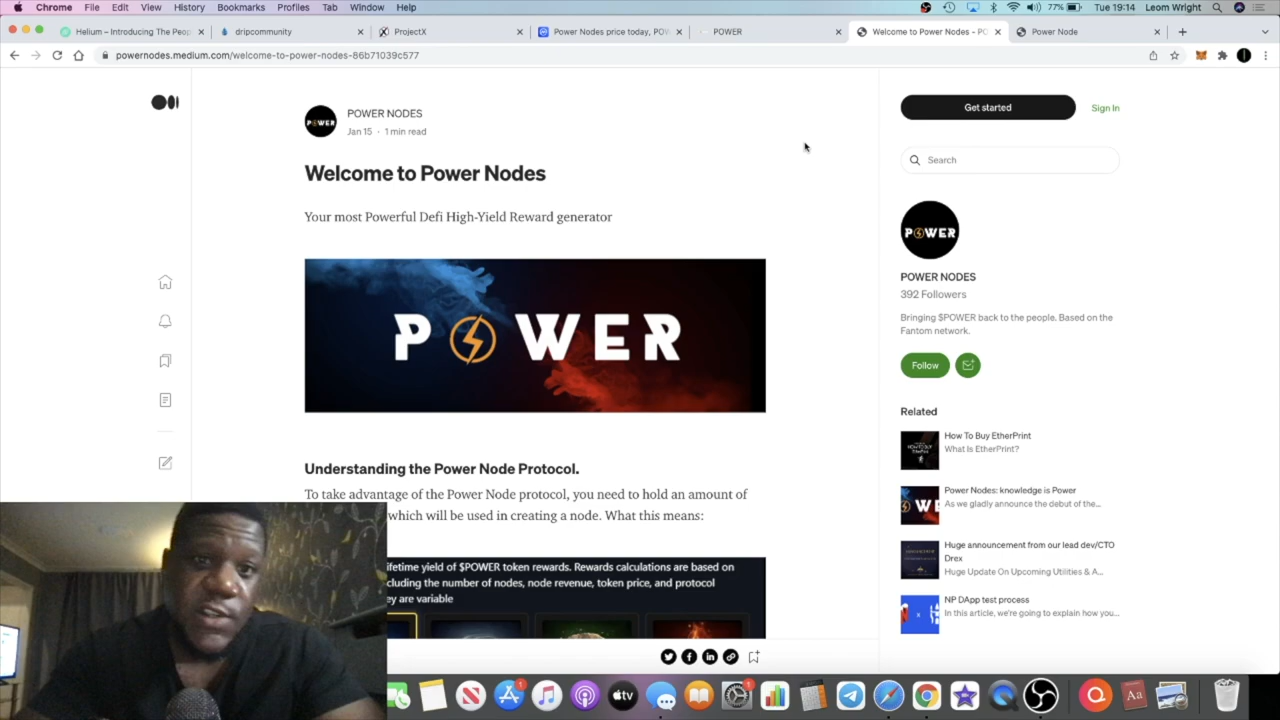 Chrome File Edit View History Bookmarks Profiles Tab Window Help
77% Tue 19:14 Leom Wright
Helium – Introducing The Peop
dripcommunity
ProjectX
Power Nodes price today, POW
POWER
Welcome to Power Nodes - PO
Power Node
powernodes.medium.com/welcome-to-power-nodes-86b71039c577
POWER
POWER NODES
Jan 15 · 1 min read
Welcome to Power Nodes
Your most Powerful Defi High-Yield Reward generator
POWER
Understanding the Power Node Protocol.
To take advantage of the Power Node protocol, you need to hold an amount of
which will be used in creating a node. What this means:
ifetime yield of $POWER token rewards. Rewards calculations are based on
cluding the number of nodes, node revenue, token price, and protocol
ey are variable
Get started
Sign In
Search
POWER
POWER NODES
392 Followers
Bringing $POWER back to the people. Based on the
Fantom network.
Follow
Related
How To Buy EtherPrint
What Is EtherPrint?
Power Nodes: knowledge is Power
As we gladly announce the debut of the...
Huge announcement from our lead dev/CTO
Drex
Huge Update On Upcoming Utilities & A...
NP DApp test process
In this article, we're going to explain how you...